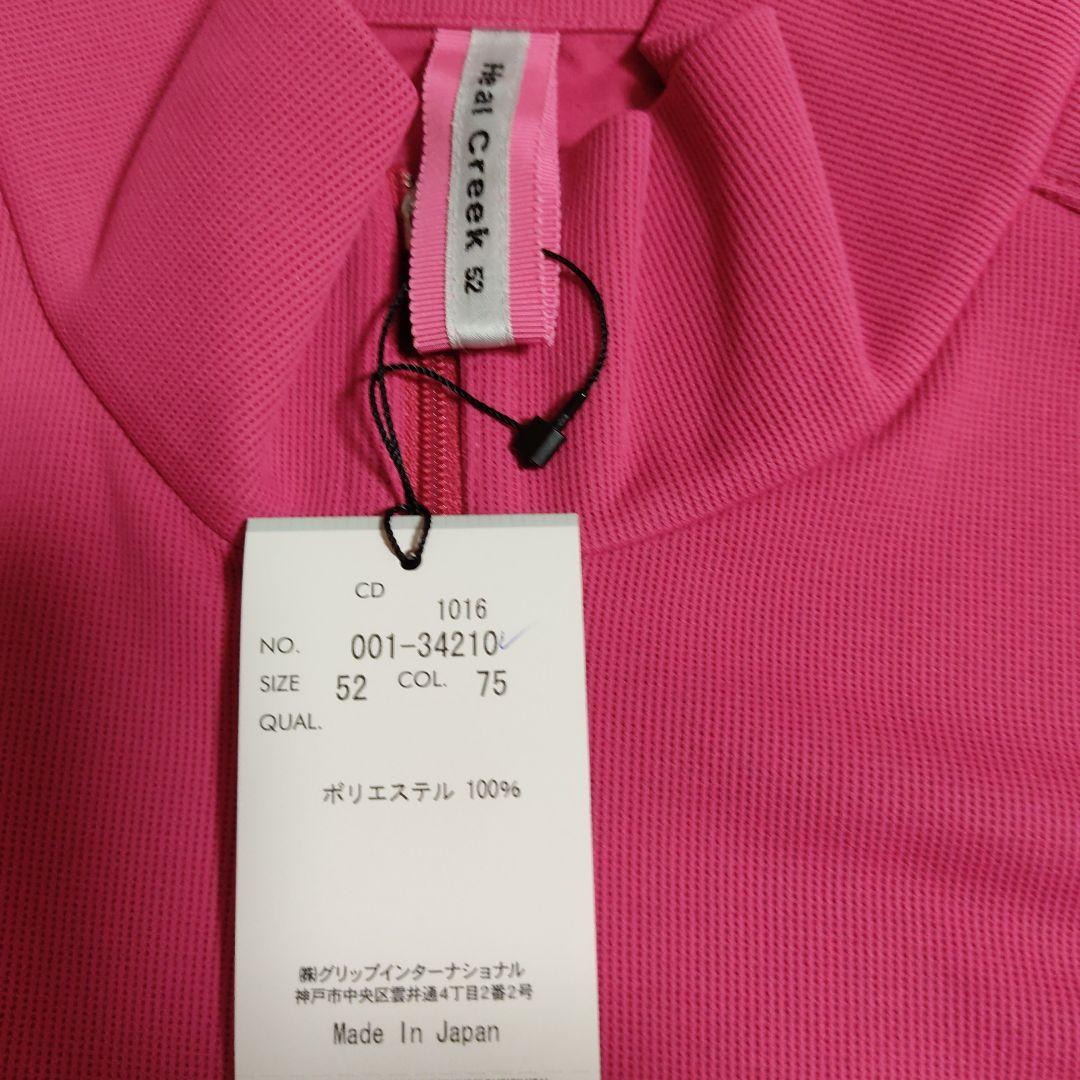 Heal Creek 52
CD
1016
NO. 001-34210
SIZE 52 COL. 75
QUAL.
ポリエステル 100%
㈱グリップインターナショナル
神戸市中央区雲井通4丁目2番2号
Made In Japan